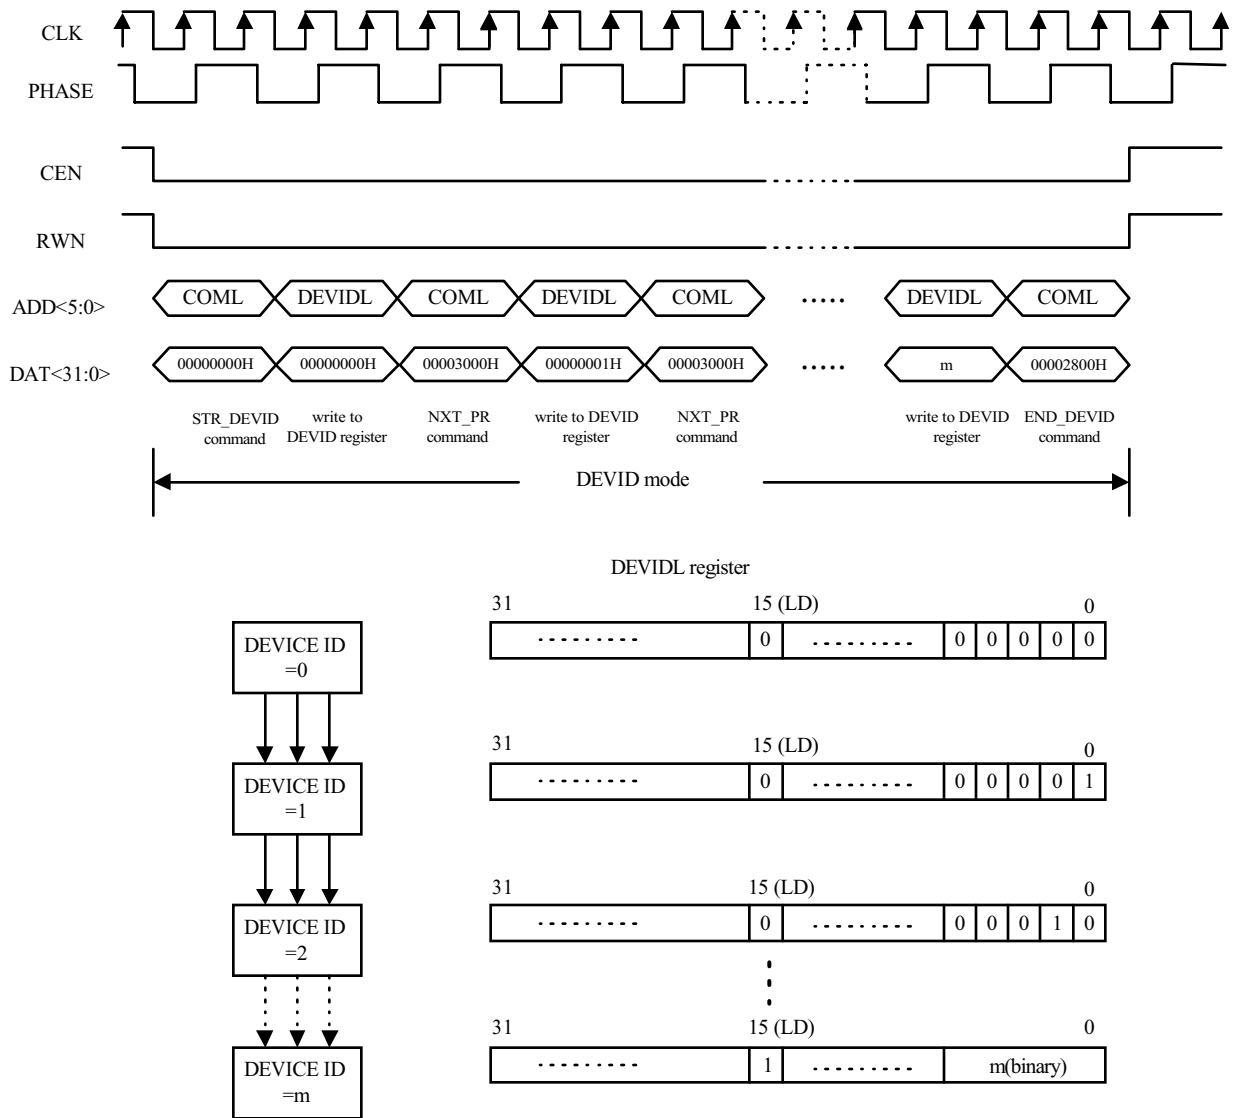 CLK
PHASE
CEN
RWN
ADD<5:0>
COML DEVIDL COML DEVIDL COML ..... DEVIDL COML
DAT<31:0>
00000000H 00000000H 00003000H 00000001H 00003000H ..... m 00002800H
STR_DEVID command
write to DEVID register
NXT_PR command
write to DEVID register
NXT_PR command
write to DEVID register
END_DEVID command
DEVID mode
DEVIDL register
31 15 (LD) 0
DEVICE ID
=0
......... 0 ......... 0 0 0 0 0
31 15 (LD) 0
DEVICE ID
=1
......... 0 ......... 0 0 0 0 1
31 15 (LD) 0
DEVICE ID
=2
......... 0 ......... 0 0 0 1 0
31 15 (LD) 0
DEVICE ID
=m
......... 1 ......... m(binary)